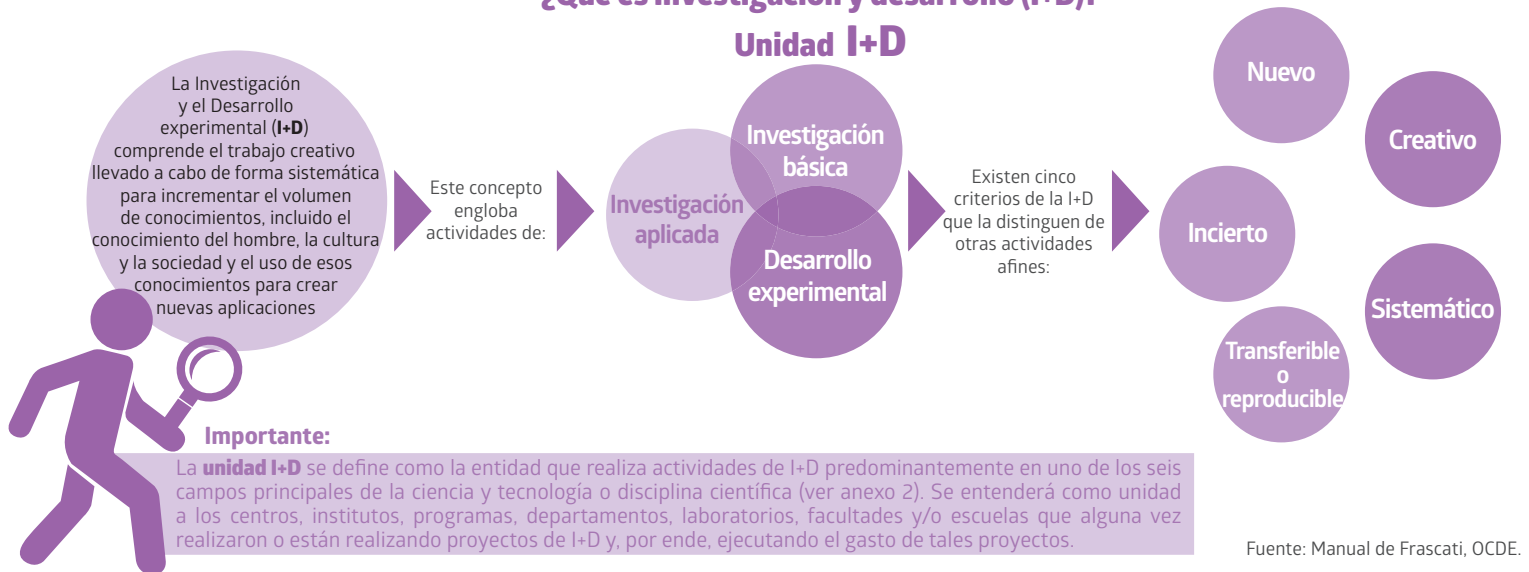 ¿Qué es investigación y desarrollo (I+D)?
Unidad I+D
La Investigación
y el Desarrollo
experimental (I+D)
comprende el trabajo creativo
llevado a cabo de forma sistemática
para incrementar el volumen
de conocimientos, incluido el
conocimiento del hombre, la cultura
y la sociedad y el uso de esos
conocimientos para crear
nuevas aplicaciones
Este concepto
engloba
actividades de:
Investigación
básica
Investigación
aplicada
Desarrollo
experimental
Existen cinco
criterios de la I+D
que la distinguen de
otras actividades
afines:
Nuevo
Creativo
Incierto
Sistemático
Transferible
o
reproducible
Importante:
La unidad I+D se define como la entidad que realiza actividades de I+D predominantemente en uno de los seis
campos principales de la ciencia y tecnología o disciplina científica (ver anexo 2). Se entenderá como unidad
a los centros, institutos, programas, departamentos, laboratorios, facultades y/o escuelas que alguna vez
realizaron o están realizando proyectos de I+D y, por ende, ejecutando el gasto de tales proyectos.
Fuente: Manual de Frascati, OCDE.